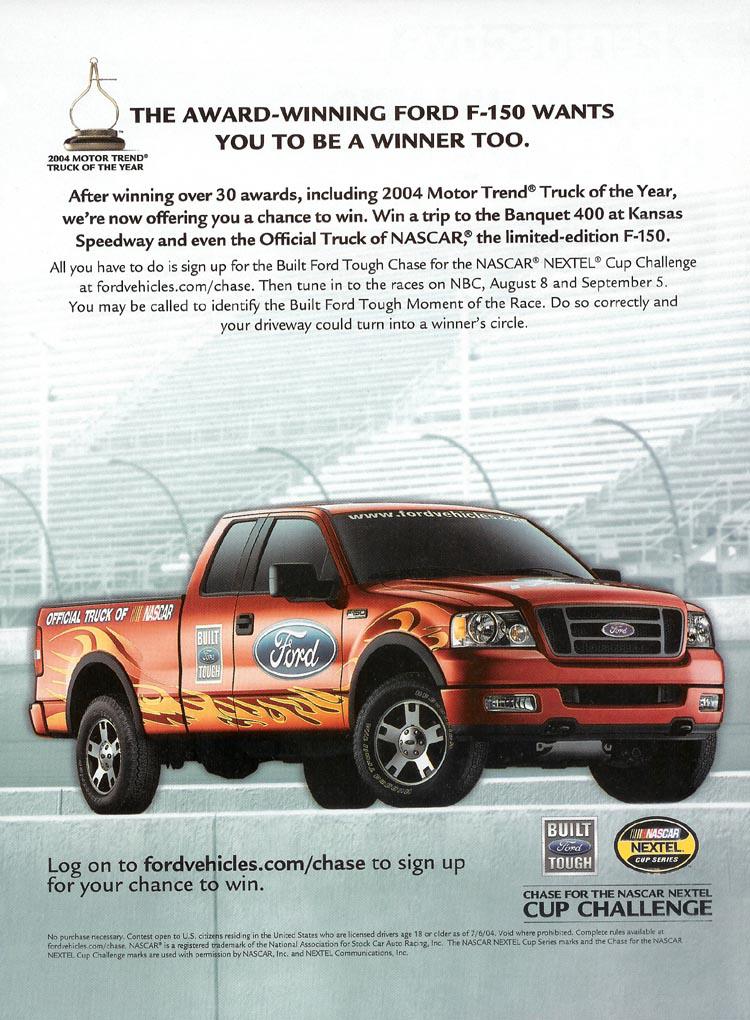 THE AWARD-WINNING FORD F-150 WANTS
YOU TO BE A WINNER TOO.
2004 MOTOR TREND®
TRUCK OF THE YEAR
After winning over 30 awards, including 2004 Motor Trend® Truck of the Year,
we're now offering you a chance to win. Win a trip to the Banquet 400 at Kansas
Speedway and even the Official Truck of NASCAR,® the limited-edition F-150.
All you have to do is sign up for the Built Ford Tough Chase for the NASCAR® NEXTEL® Cup Challenge
at fordvehicles.com/chase. Then tune in to the races on NBC, August 8 and September 5.
You may be called to identify the Built Ford Tough Moment of the Race. Do so correctly and
your driveway could turn into a winner's circle.
www.fordvehicles.co
OFFICIAL TRUCK OF NASCAR
BUILT
Ford
TOUGH
Ford
Ford
BUILT
Ford
TOUGH
NASCAR
NEXTEL
CUP SERIES
Log on to fordvehicles.com/chase to sign up
for your chance to win.
CHASE FOR THE NASCAR NEXTEL
CUP CHALLENGE
No purchase necessary. Contest open to U.S. citizens residing in the United States who are licensed drivers age 18 or older as of 7/6/04. Void where prohibited. Complete rules available at
fordvehicles.com/chase. NASCAR® is a registered trademark of the National Association for Stock Car Auto Racing, Inc. The NASCAR NEXTEL Cup Series marks and the Chase for the NASCAR
NEXTEL Cup Challenge marks are used with permission by NASCAR, Inc. and NEXTEL Communications, Inc.